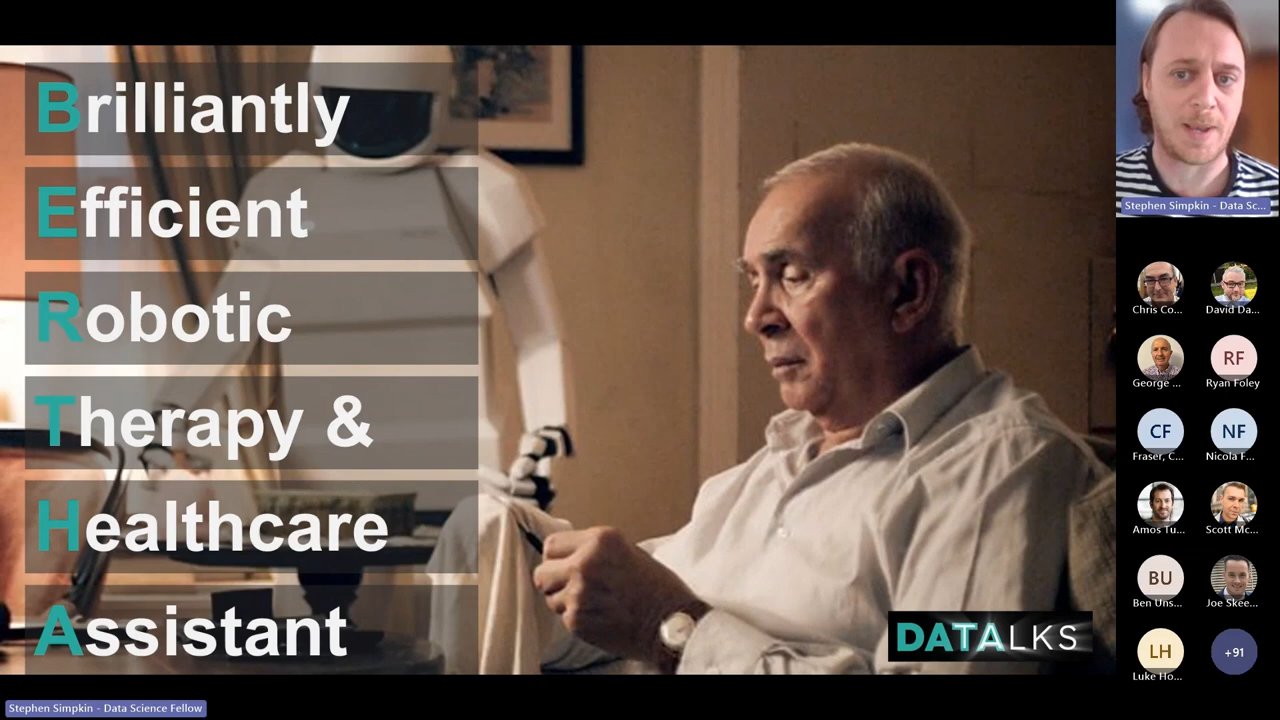 Brilliantly
Efficient
Robotic
Therapy &
Healthcare
Assistant
DATALKS
Stephen Simpkin - Data Science Fellow
Stephen Simpkin - Data Sc...
Chris Co...
David Da...
George ...
RF
Ryan Foley
CF
Fraser, C...
NF
Nicola F...
Amos Tu...
Scott Mc...
BU
Ben Uns...
Joe Skee...
LH
Luke Ho...
+91